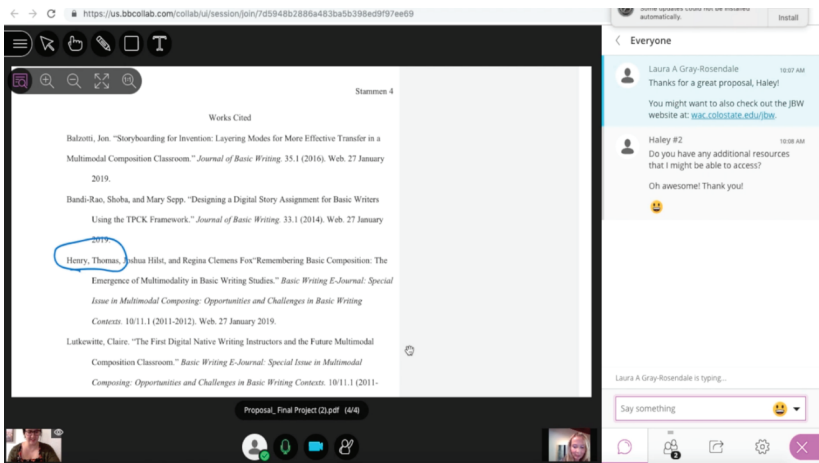 https://us.bbcollab.com/collab/ui/session/join/7d5948b2886a483ba5b398ed9f97ee69
Some updates could not be installed
automatically.
Install
Stammen 4
Works Cited
Balzotti, Jon. “Storyboarding for Invention: Layering Modes for More Effective Transfer in a
Multimodal Composition Classroom.” Journal of Basic Writing. 35.1 (2016). Web. 27 January
2019.
Bandi-Rao, Shoba, and Mary Sepp. “Designing a Digital Story Assignment for Basic Writers
Using the TPCK Framework.” Journal of Basic Writing. 33.1 (2014). Web. 27 January
2019.
Henry, Thomas, Joshua Hilst, and Regina Clemens Fox“Remembering Basic Composition: The
Emergence of Multimodality in Basic Writing Studies.” Basic Writing E-Journal: Special
Issue in Multimodal Composing: Opportunities and Challenges in Basic Writing
Contexts. 10/11.1 (2011-2012). Web. 27 January 2019.
Lutkewitte, Claire. “The First Digital Native Writing Instructors and the Future Multimodal
Composition Classroom.” Basic Writing E-Journal: Special Issue in Multimodal
Composing: Opportunities and Challenges in Basic Writing Contexts. 10/11.1 (2011-
Proposal_ Final Project (2).pdf (4/4)
Everyone
Laura A Gray-Rosendale 10:07 AM
Thanks for a great proposal, Haley!
You might want to also check out the JBW
website at: wac.colostate.edu/jbw.
Haley #2 10:08 AM
Do you have any additional resources
that I might be able to access?
Oh awesome! Thank you!
Laura A Gray-Rosendale is typing...
Say something
2